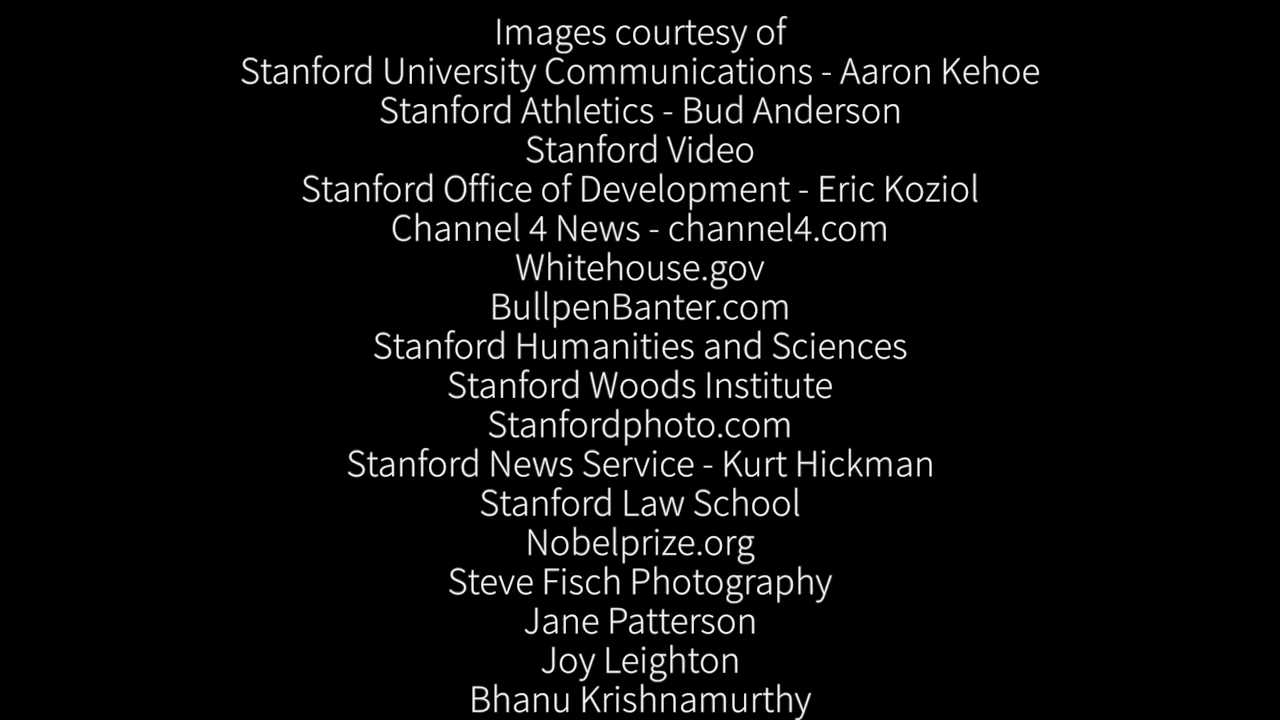 Images courtesy of
Stanford University Communications - Aaron Kehoe
Stanford Athletics - Bud Anderson
Stanford Video
Stanford Office of Development - Eric Koziol
Channel 4 News - channel4.com
Whitehouse.gov
BullpenBanter.com
Stanford Humanities and Sciences
Stanford Woods Institute
Stanfordphoto.com
Stanford News Service - Kurt Hickman
Stanford Law School
Nobelprize.org
Steve Fisch Photography
Jane Patterson
Joy Leighton
Bhanu Krishnamurthy